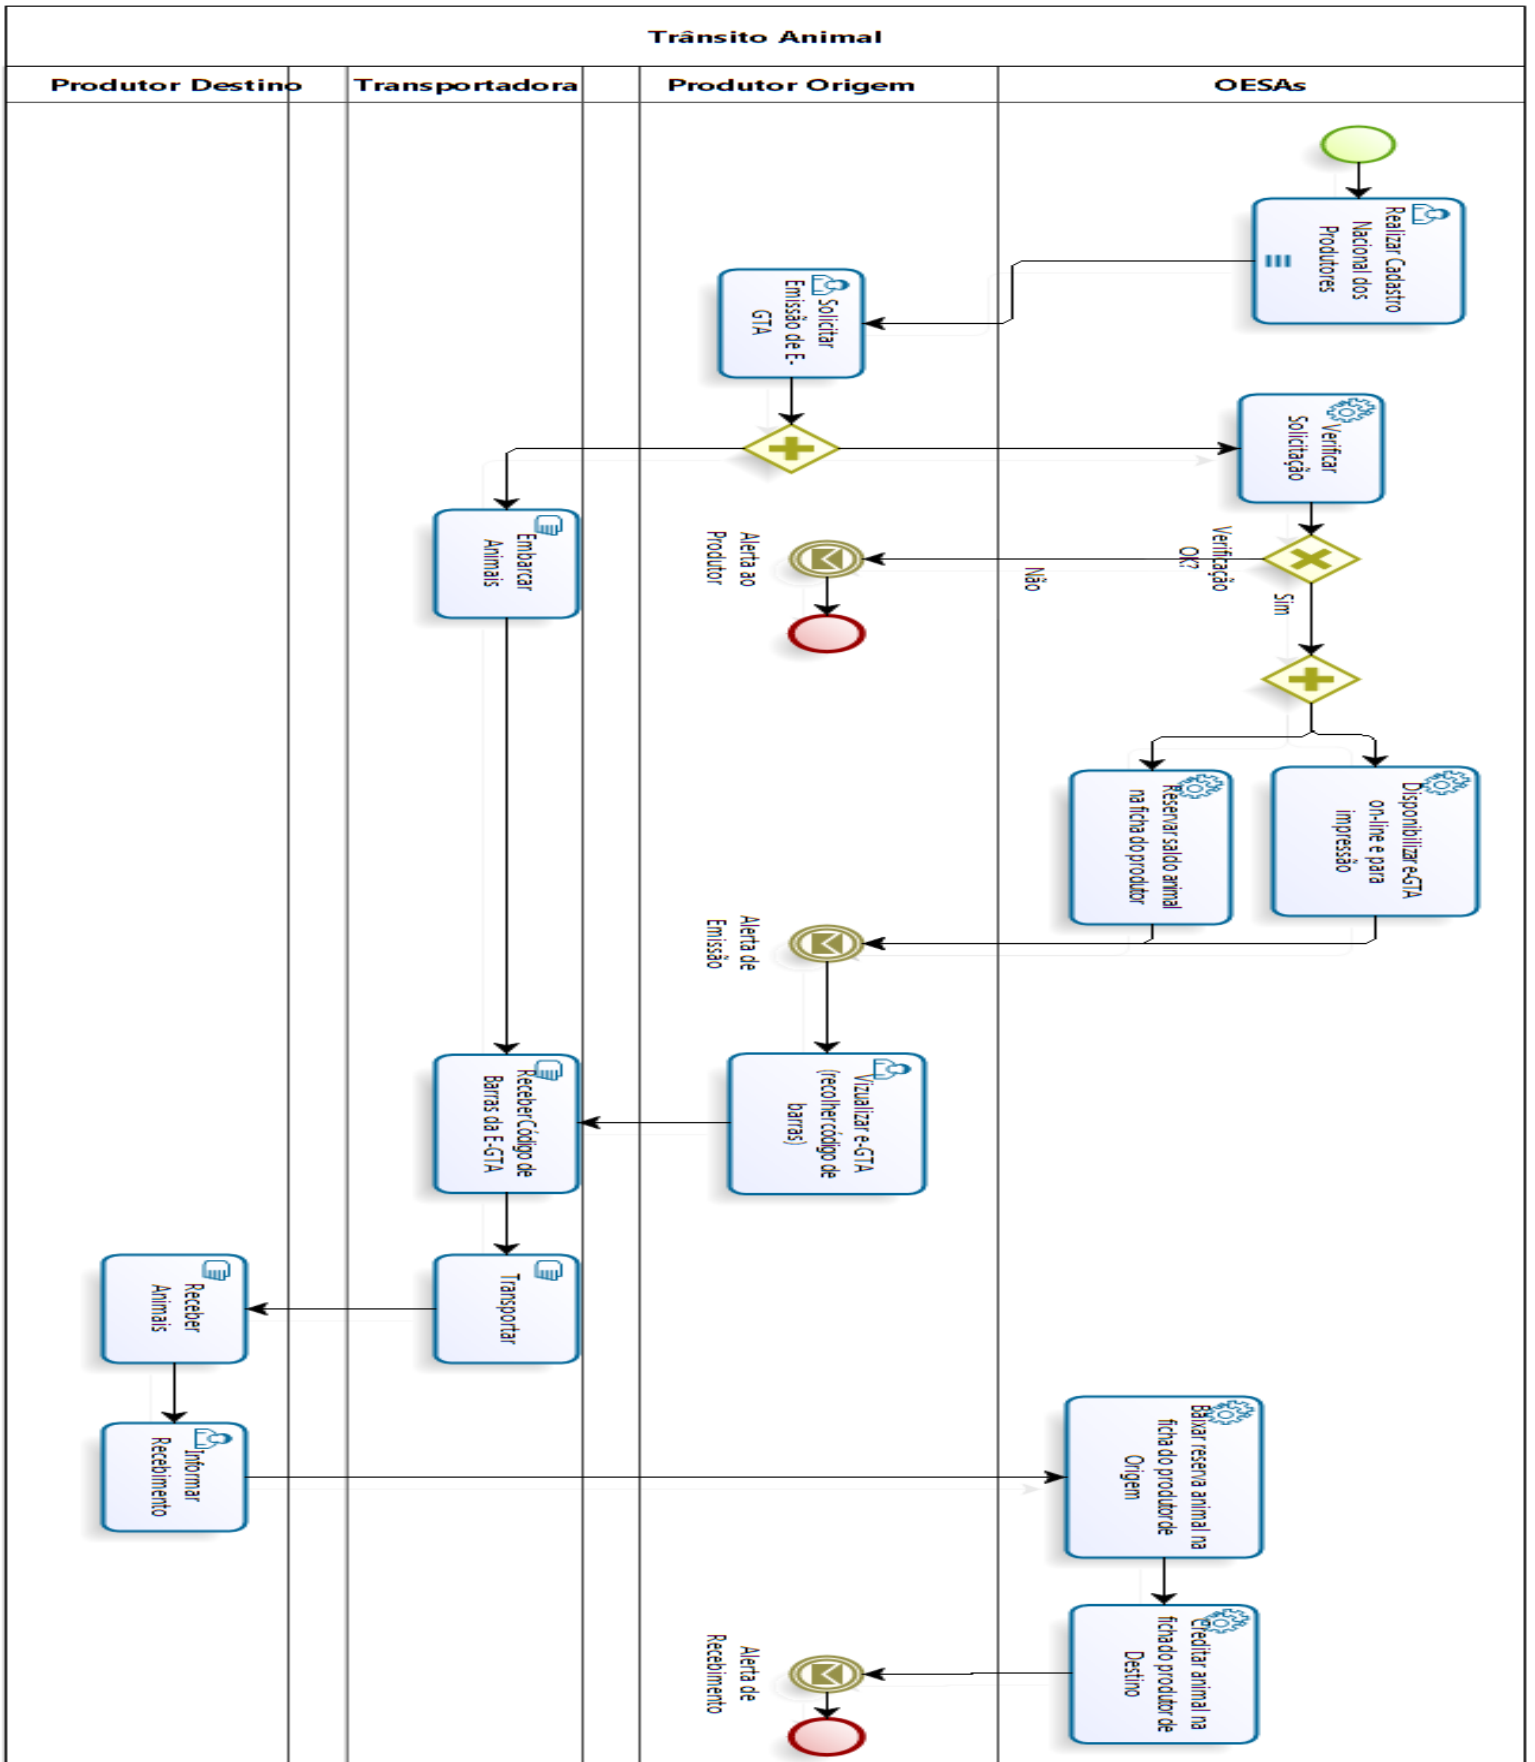 Trânsito Animal
Produtor Destino
Transportadora
Produtor Origem
OESAs
Realizar Cadastro
Nacional dos
Produtores
Solicitar
Emissão de E-
GTA
Verificar
Solicitação
Verificação
OK?
Não
Sim
Alerta ao
Produtor
Embarcar
Animais
Disponibilizar e-GTA
on-line e para
impressão
Reservar saldo animal
na ficha do produtor
Alerta de
Emissão
Vizualizar e-GTA
(recolher código de
barras)
Receber Código de
Barras da E-GTA
Transportar
Receber
Animais
Informar
Recebimento
Baixar reserva animal na
ficha do produtor de
Origem
Creditar animal na
ficha do produtor de
Destino
Alerta de
Recebimento